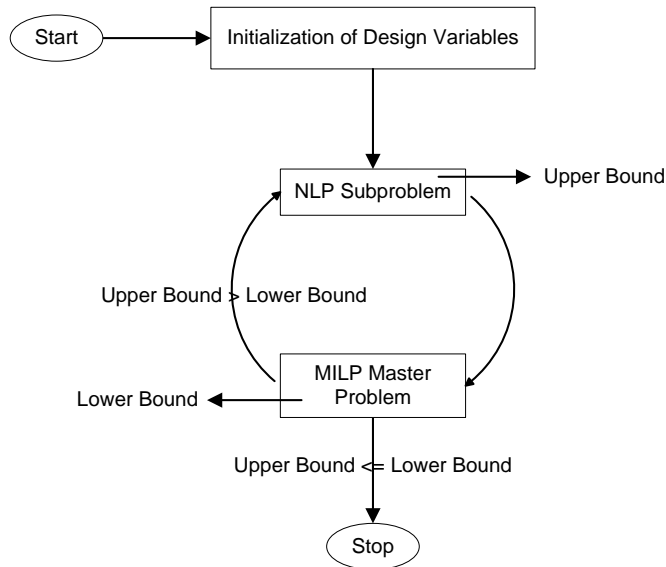 Start
Initialization of Design Variables
NLP Subproblem
Upper Bound
Upper Bound > Lower Bound
MILP Master
Problem
Lower Bound
Upper Bound <= Lower Bound
Stop